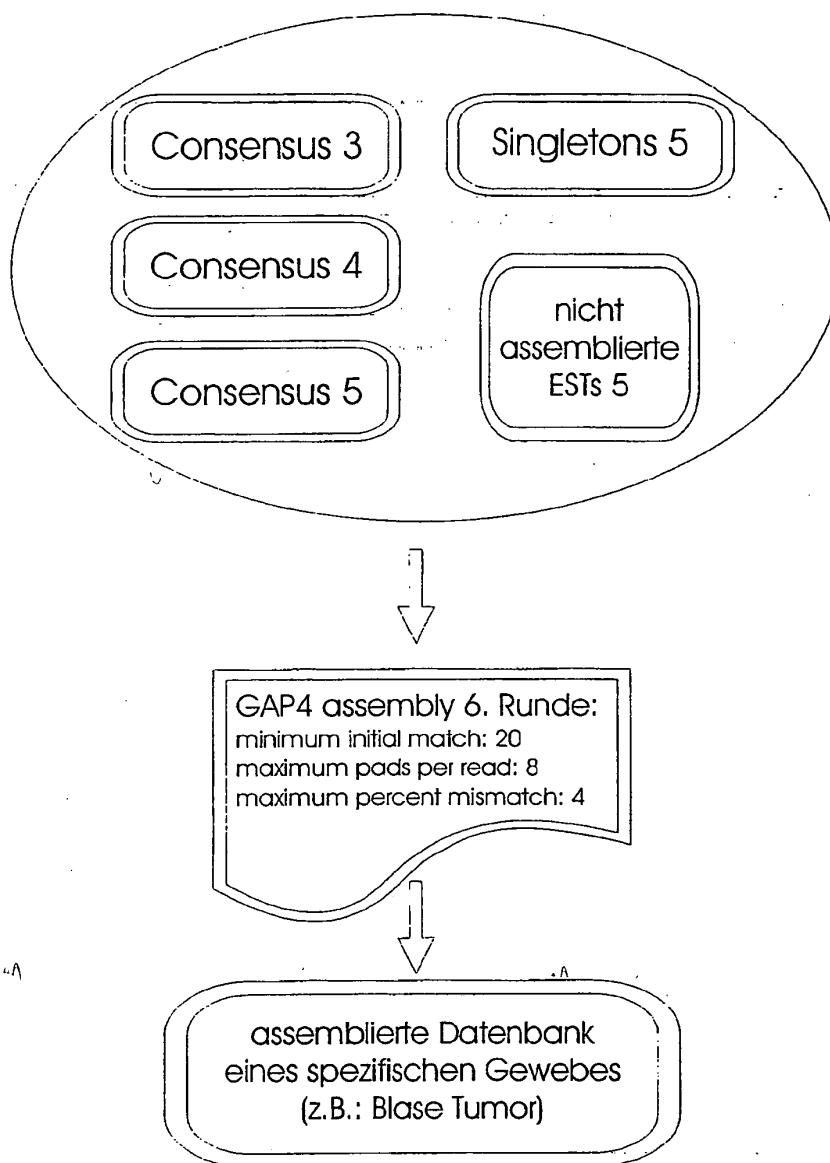 Consensus 3
Singletons 5
Consensus 4
nicht
assemblierte
ESTs 5
Consensus 5
GAP4 assembly 6. Runde:
minimum initial match: 20
maximum pads per read: 8
maximum percent mismatch: 4
assemblierte Datenbank
eines spezifischen Gewebes
(z.B.: Blase Tumor)